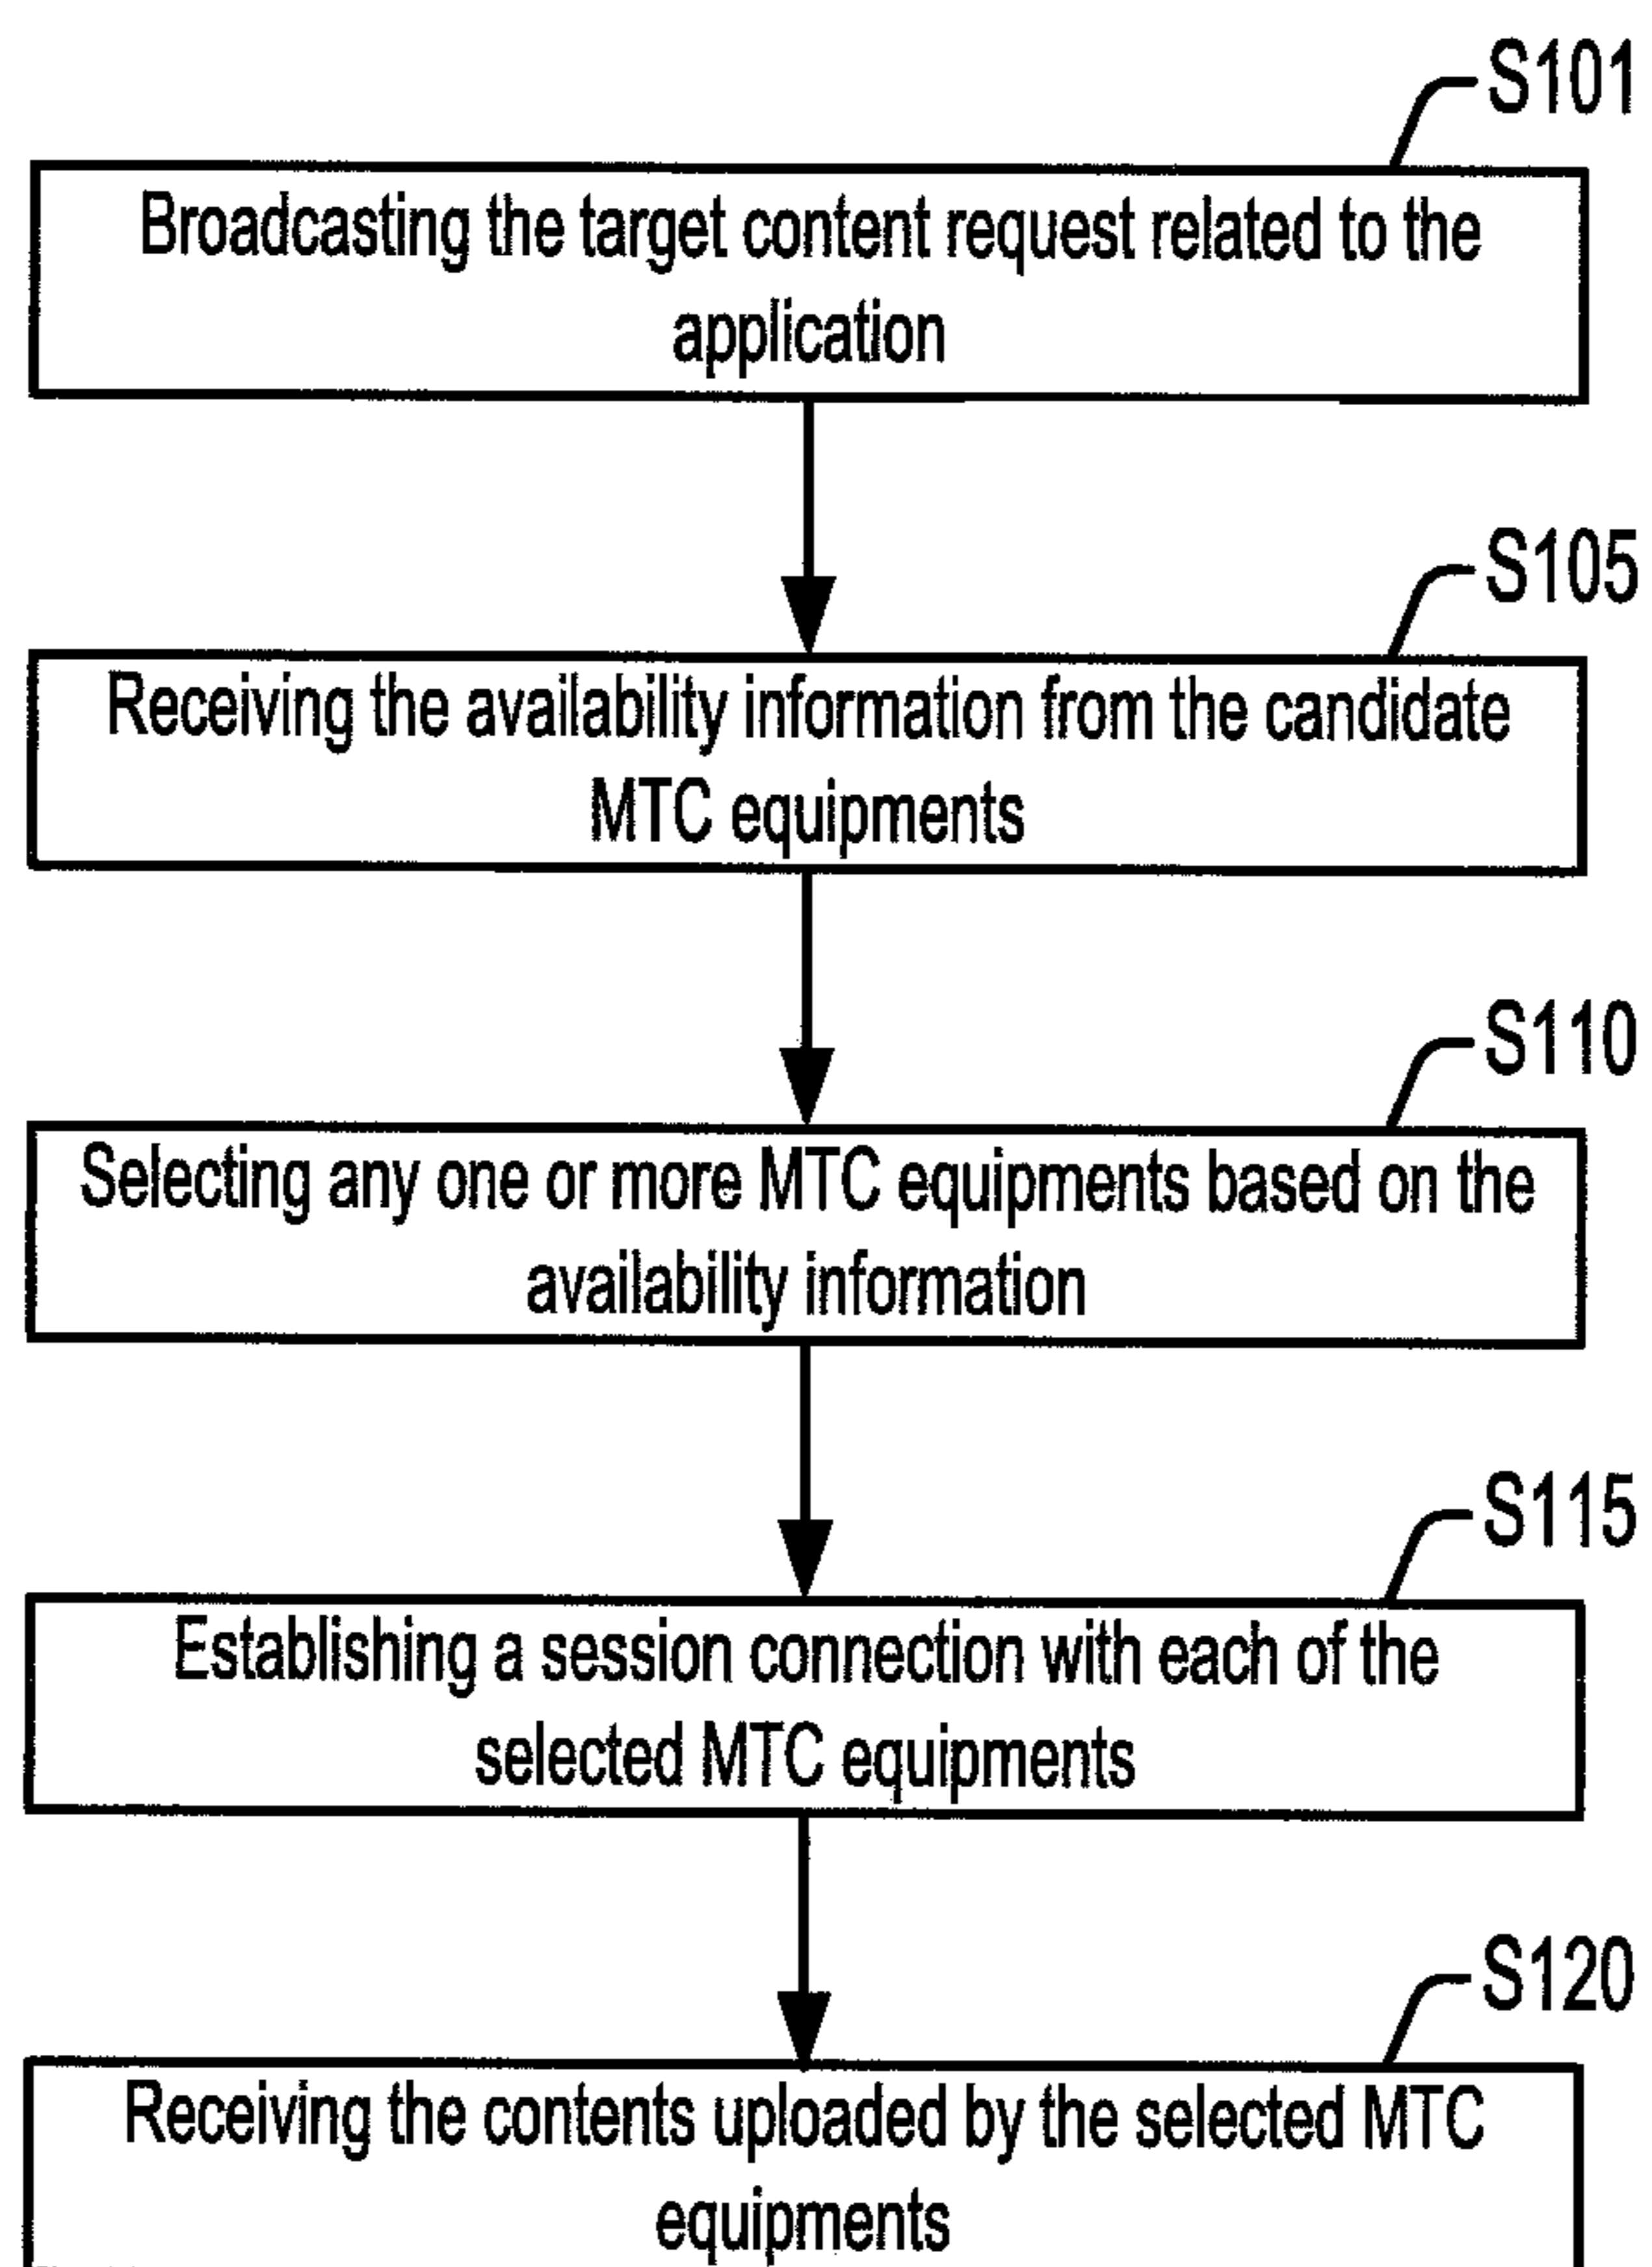 S101
Broadcasting the target content request related to the
application
S105
Receiving the availability information from the candidate
MTC equipments
S110
Selecting any one or more MTC equipments based on the
availability information
S115
Establishing a session connection with each of the
selected MTC equipments
S120
Receiving the contents uploaded by the selected MTC
equipments